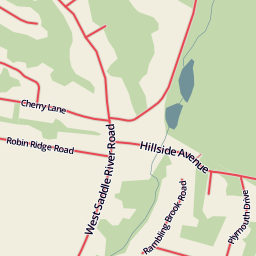 Cherry Lane
Robin Ridge Road
Hillside Avenue
West Saddle River Road
Rambling Brook Road
Plymouth Drive